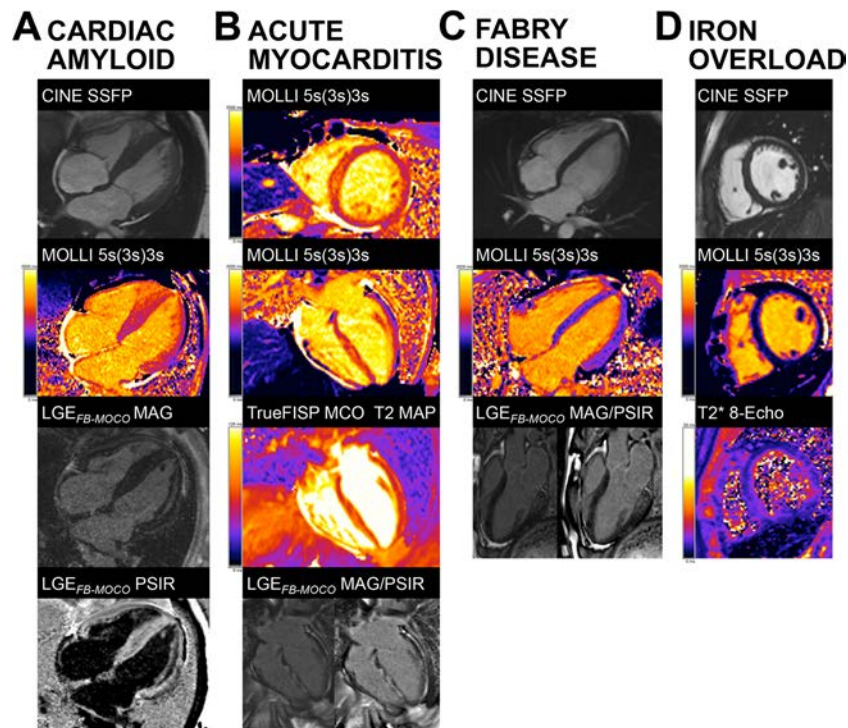 A CARDIAC
AMYLOID
CINE SSFP
MOLLI 5s(3s)3s
LGEFB-MOCO MAG
LGEFB-MOCO PSIR
B ACUTE
MYOCARDITIS
MOLLI 5s(3s)3s
MOLLI 5s(3s)3s
TrueFISP MCO T2 MAP
LGEFB-MOCO MAG/PSIR
C FABRY
DISEASE
CINE SSFP
MOLLI 5s(3s)3s
LGEFB-MOCO MAG/PSIR
D IRON
OVERLOAD
CINE SSFP
MOLLI 5s(3s)3s
T2* 8-Echo